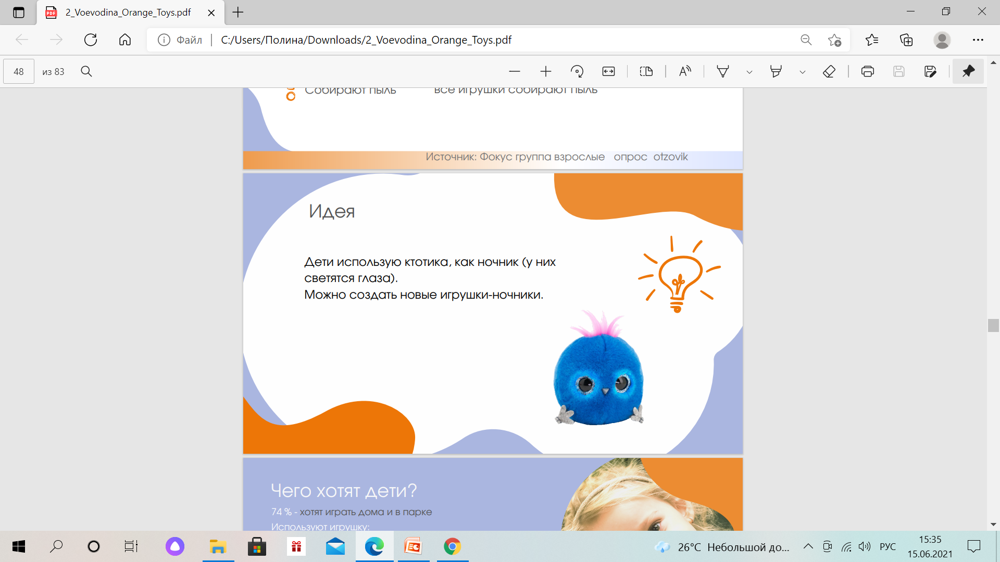 2_Voevodina_Orange_Toys.pdf
Файл
C:/Users/Полина/Downloads/2_Voevodina_Orange_Toys.pdf
PDF
48
из 83
Собирают пыль
все игрушки собирают пыль
Источник: Фокус группа взрослые опрос otzovik
Идея
Дети использую ктотика, как ночник (у них
светятся глаза).
Можно создать новые игрушки-ночники.
Чего хотят дети?
74 % - хотят играть дома и в парке
Используют игрушку:
26°C Небольшой до...
РУС
15:35
15.06.2021